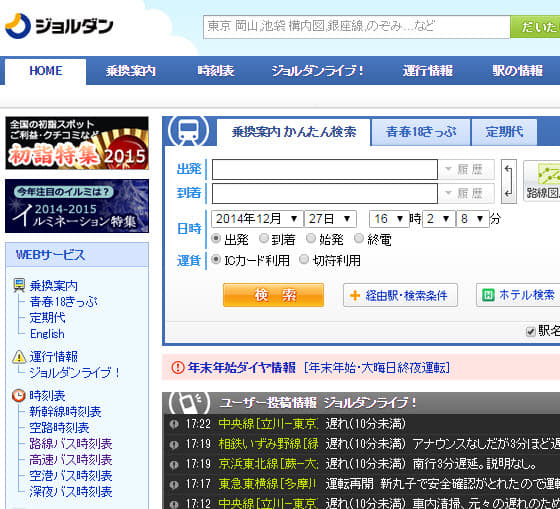 ジョルダン
東京 岡山,池袋 構内図,銀座線,のぞみ...など
だいた
HOME 乗換案内 時刻表 ジョルダンライブ! 運行情報 駅の情報
全国の初詣スポット
ご利益・クチコミなど
初詣特集2015
今年注目のイルミは?
2014-2015
イルミネーション特集
WEBサービス
乗換案内
青春18きっぷ
定期代
English
運行情報
ジョルダンライブ!
時刻表
新幹線時刻表
空路時刻表
路線バス時刻表
高速バス時刻表
空港バス時刻表
深夜バス時刻表
乗換案内 かんたん検索 青春18きっぷ 定期代
出発 履歴
到着 履歴
路線図
日時 2014年12月 27日 16 時 2 8 分
出発 到着 始発 終電
運賃 ICカード利用 切符利用
検索 経由駅・検索条件 ホテル検索
駅名
年末年始ダイヤ情報 [年末年始・大晦日終夜運転]
ユーザー投稿情報 ジョルダンライブ!
17:22 中央線[立川-東京] 遅れ(10分未満)
17:19 相鉄いずみ野線[緑 遅れ(10分未満) アナウンスなしだが3分ほど遅
17:19 京浜東北線[蕨-大 遅れ(10分未満) 南行3分遅延。説明なし。
17:17 東急東横線[多摩川 運転再開 新丸子で安全確認がとれたので運転
17:12 中央線[立川-東京] 遅れ(10分未満) 車内清掃、元々の遅れのため